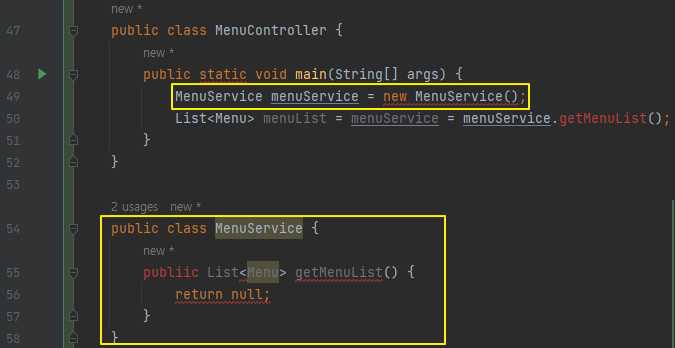 new *
47 public class MenuController {
new *
48 public static void main(String[] args) {
49 MenuService menuService = new MenuService();
50 List<Menu> menuList = menuService = menuService.getMenuList();
51 }
52 }
53
2 usages new *
54 public class MenuService {
new *
55 publiic List<Menu> getMenuList() {
56 return null;
57 }
58 }